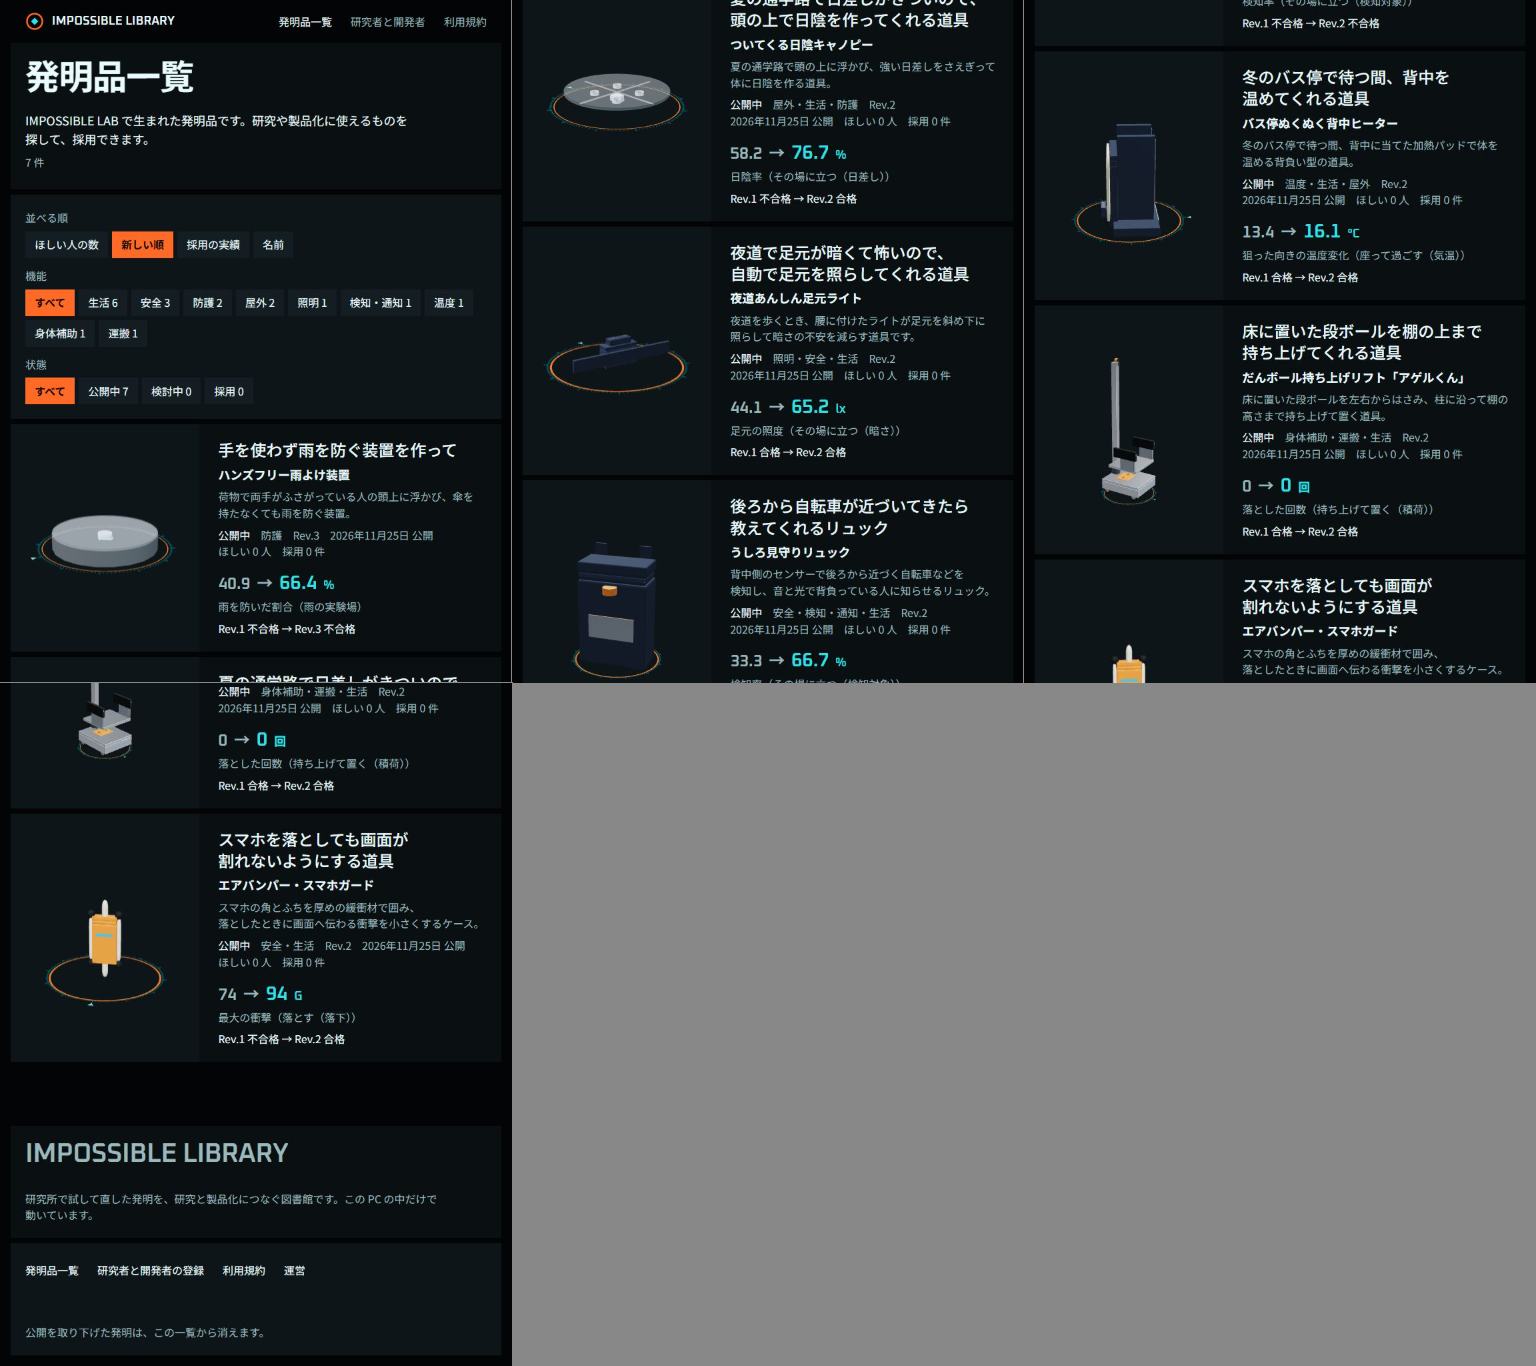 IMPOSSIBLE LIBRARY
発明品一覧 研究者と開発者 利用規約
発明品一覧
IMPOSSIBLE LAB で生まれた発明品です。研究や製品化に使えるものを
探して、採用できます。
7 件
並べる順
ほしい人の数 新しい順 採用の実績 名前
機能
すべて 生活 6 安全 3 防護 2 屋外 2 照明 1 検知・通知 1 温度 1
身体補助 1 運搬 1
状態
すべて 公開中 7 検討中 0 採用 0
手を使わず雨を防ぐ装置を作って
ハンズフリー雨よけ装置
荷物で両手がふさがっている人の頭上に浮かび、傘を
持たなくても雨を防ぐ装置。
公開中 防護 Rev.3 2026年11月25日 公開
ほしい 0 人 採用 0 件
40.9 → 66.4 %
雨を防いだ割合（雨の実験場）
Rev.1 不合格 → Rev.3 不合格
夏の通学路で日差しがきついので、
夏の通学路で日差しがきついので、
頭の上で日陰を作ってくれる道具
ついてくる日陰キャノピー
夏の通学路で頭の上に浮かび、強い日差しをさえぎって
体に日陰を作る道具。
公開中 屋外・生活・防護 Rev.2
2026年11月25日 公開 ほしい 0 人 採用 0 件
58.2 → 76.7 %
日陰率（その場に立つ（日差し））
Rev.1 不合格 → Rev.2 合格
夜道で足元が暗くて怖いので、
自動で足元を照らしてくれる道具
夜道あんしん足元ライト
夜道を歩くとき、腰に付けたライトが足元を斜め下に
照らして暗さの不安を減らす道具です。
公開中 照明・安全・生活 Rev.2
2026年11月25日 公開 ほしい 0 人 採用 0 件
44.1 → 65.2 lx
足元の照度（その場に立つ（暗さ））
Rev.1 合格 → Rev.2 合格
後ろから自転車が近づいてきたら
教えてくれるリュック
うしろ見守りリュック
背中側のセンサーで後ろから近づく自転車などを
検知し、音と光で背負っている人に知らせるリュック。
公開中 安全・検知・通知・生活 Rev.2
2026年11月25日 公開 ほしい 0 人 採用 0 件
33.3 → 66.7 %
検知率（その場に立つ（検知対象））
検知率（その場に立つ（検知対象））
Rev.1 不合格 → Rev.2 不合格
冬のバス停で待つ間、背中を
温めてくれる道具
バス停ぬくぬく背中ヒーター
冬のバス停で待つ間、背中に当てた加熱パッドで体を
温める背負い型の道具。
公開中 温度・生活・屋外 Rev.2
2026年11月25日 公開 ほしい 0 人 採用 0 件
13.4 → 16.1 ℃
狙った向きの温度変化（座って過ごす（気温））
Rev.1 合格 → Rev.2 合格
床に置いた段ボールを棚の上まで
持ち上げてくれる道具
だんボール持ち上げリフト「アゲルくん」
床に置いた段ボールを左右からはさみ、柱に沿って棚の
高さまで持ち上げて置く道具。
公開中 身体補助・運搬・生活 Rev.2
2026年11月25日 公開 ほしい 0 人 採用 0 件
0 → 0 回
落とした回数（持ち上げて置く（積荷））
Rev.1 合格 → Rev.2 合格
スマホを落としても画面が
割れないようにする道具
エアバンパー・スマホガード
スマホの角とふちを厚めの緩衝材で囲み、
落としたときに画面へ伝わる衝撃を小さくするケース。
公開中 身体補助・運搬・生活 Rev.2
2026年11月25日 公開 ほしい 0 人 採用 0 件
0 → 0 回
落とした回数（持ち上げて置く（積荷））
Rev.1 合格 → Rev.2 合格
スマホを落としても画面が
割れないようにする道具
エアバンパー・スマホガード
スマホの角とふちを厚めの緩衝材で囲み、
落としたときに画面へ伝わる衝撃を小さくするケース。
公開中 安全・生活 Rev.2 2026年11月25日 公開
ほしい 0 人 採用 0 件
74 → 94 G
最大の衝撃（落とす（落下））
Rev.1 不合格 → Rev.2 合格
IMPOSSIBLE LIBRARY
研究所で試して直した発明を、研究と製品化につなぐ図書館です。この PC の中だけで
動いています。
発明品一覧 研究者と開発者の登録 利用規約 運営
公開を取り下げた発明は、この一覧から消えます。